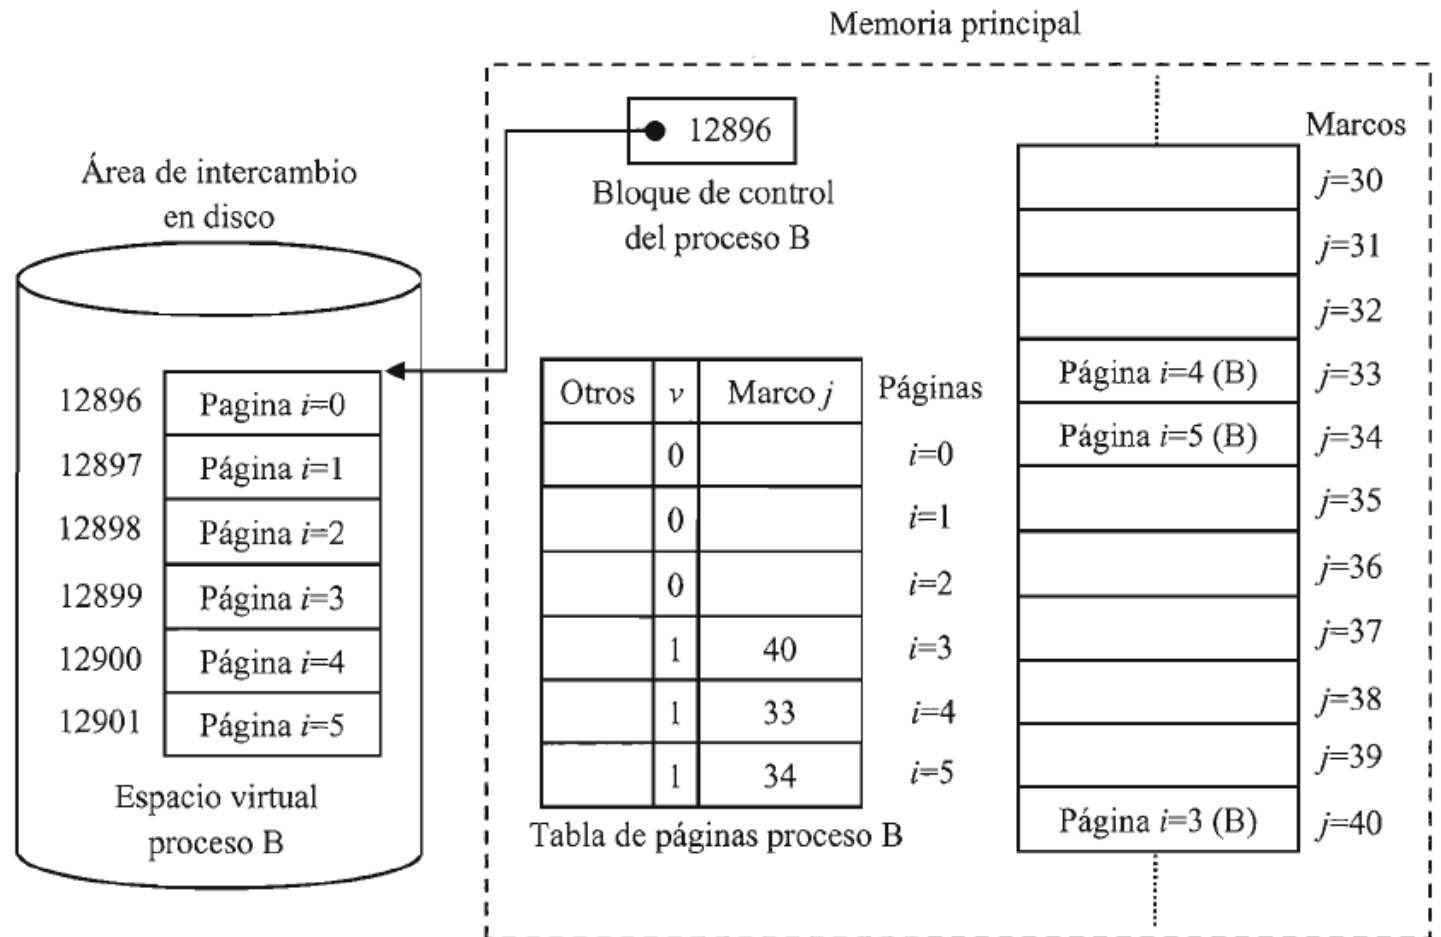 Memoria principal
12896
Bloque de control
del proceso B
Área de intercambio
en disco
12896 Pagina i=0
12897 Página i=1
12898 Página i=2
12899 Página i=3
12900 Página i=4
12901 Página i=5
Espacio virtual
proceso B
Otros v Marco j Páginas
0 i=0
0 i=1
0 i=2
1 40 i=3
1 33 i=4
1 34 i=5
Tabla de páginas proceso B
Marcos
j=30
j=31
j=32
Página i=4 (B) j=33
Página i=5 (B) j=34
j=35
j=36
j=37
j=38
j=39
Página i=3 (B) j=40